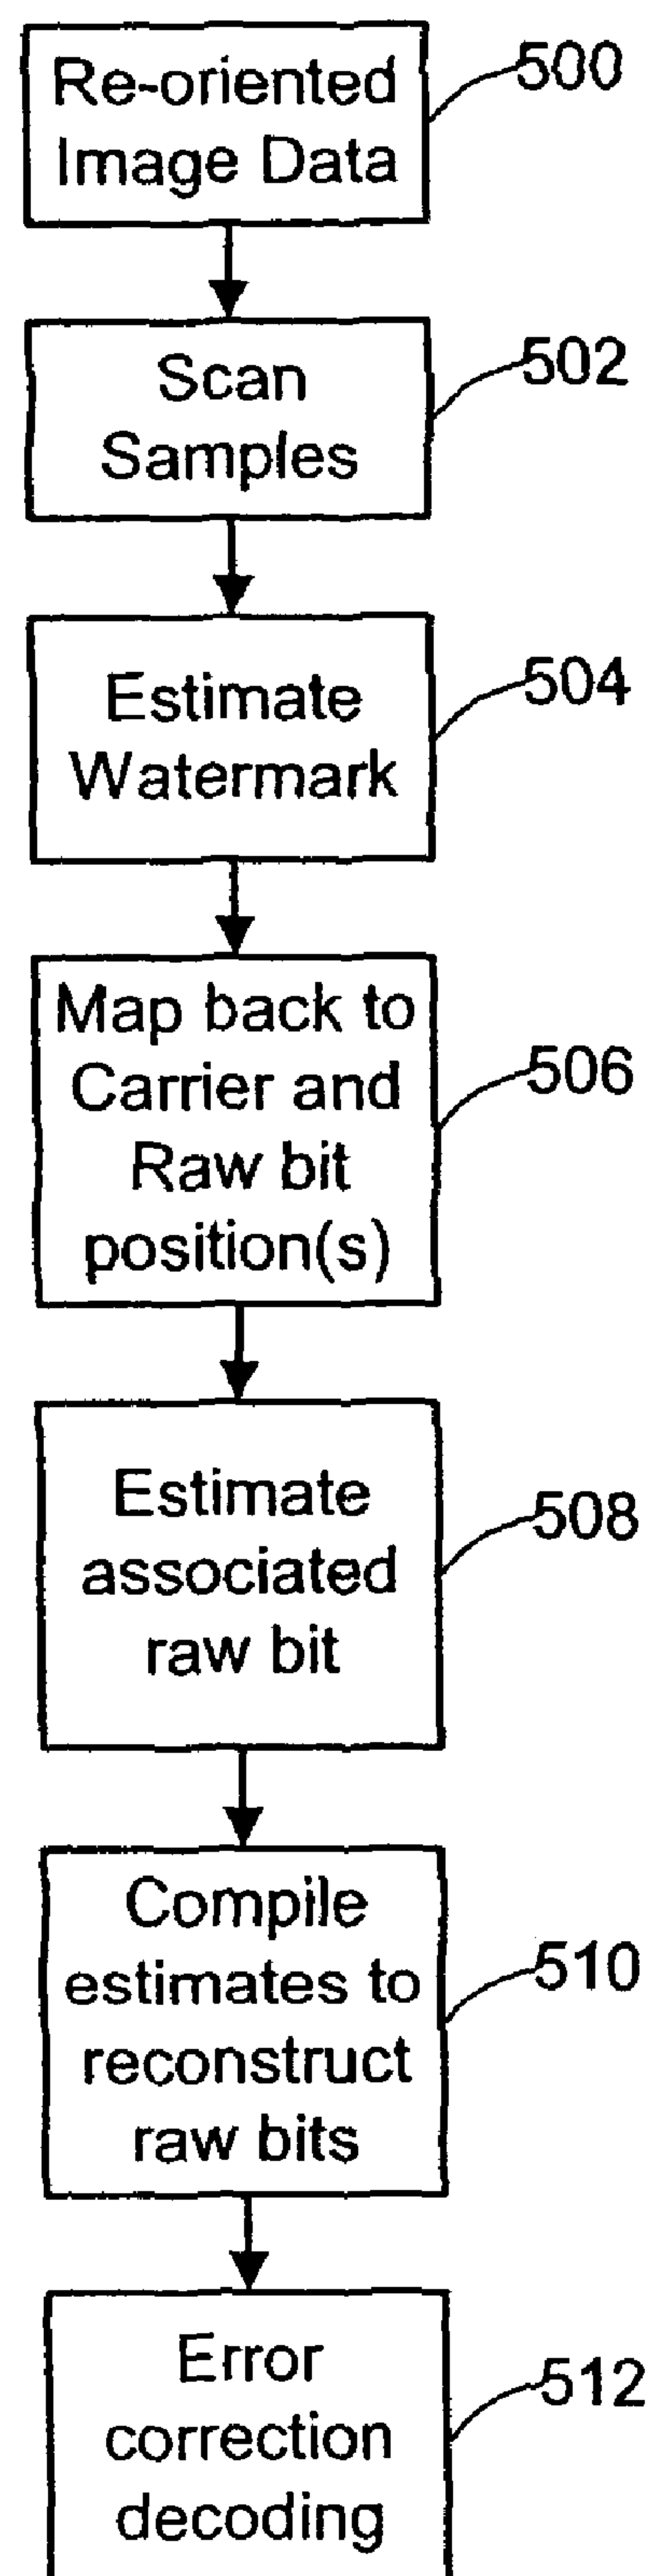 Re-oriented
Image Data
500
Scan
Samples
502
Estimate
Watermark
504
Map back to
Carrier and
Raw bit
position(s)
506
Estimate
associated
raw bit
508
Compile
estimates to
reconstruct
raw bits
510
Error
correction
decoding
512